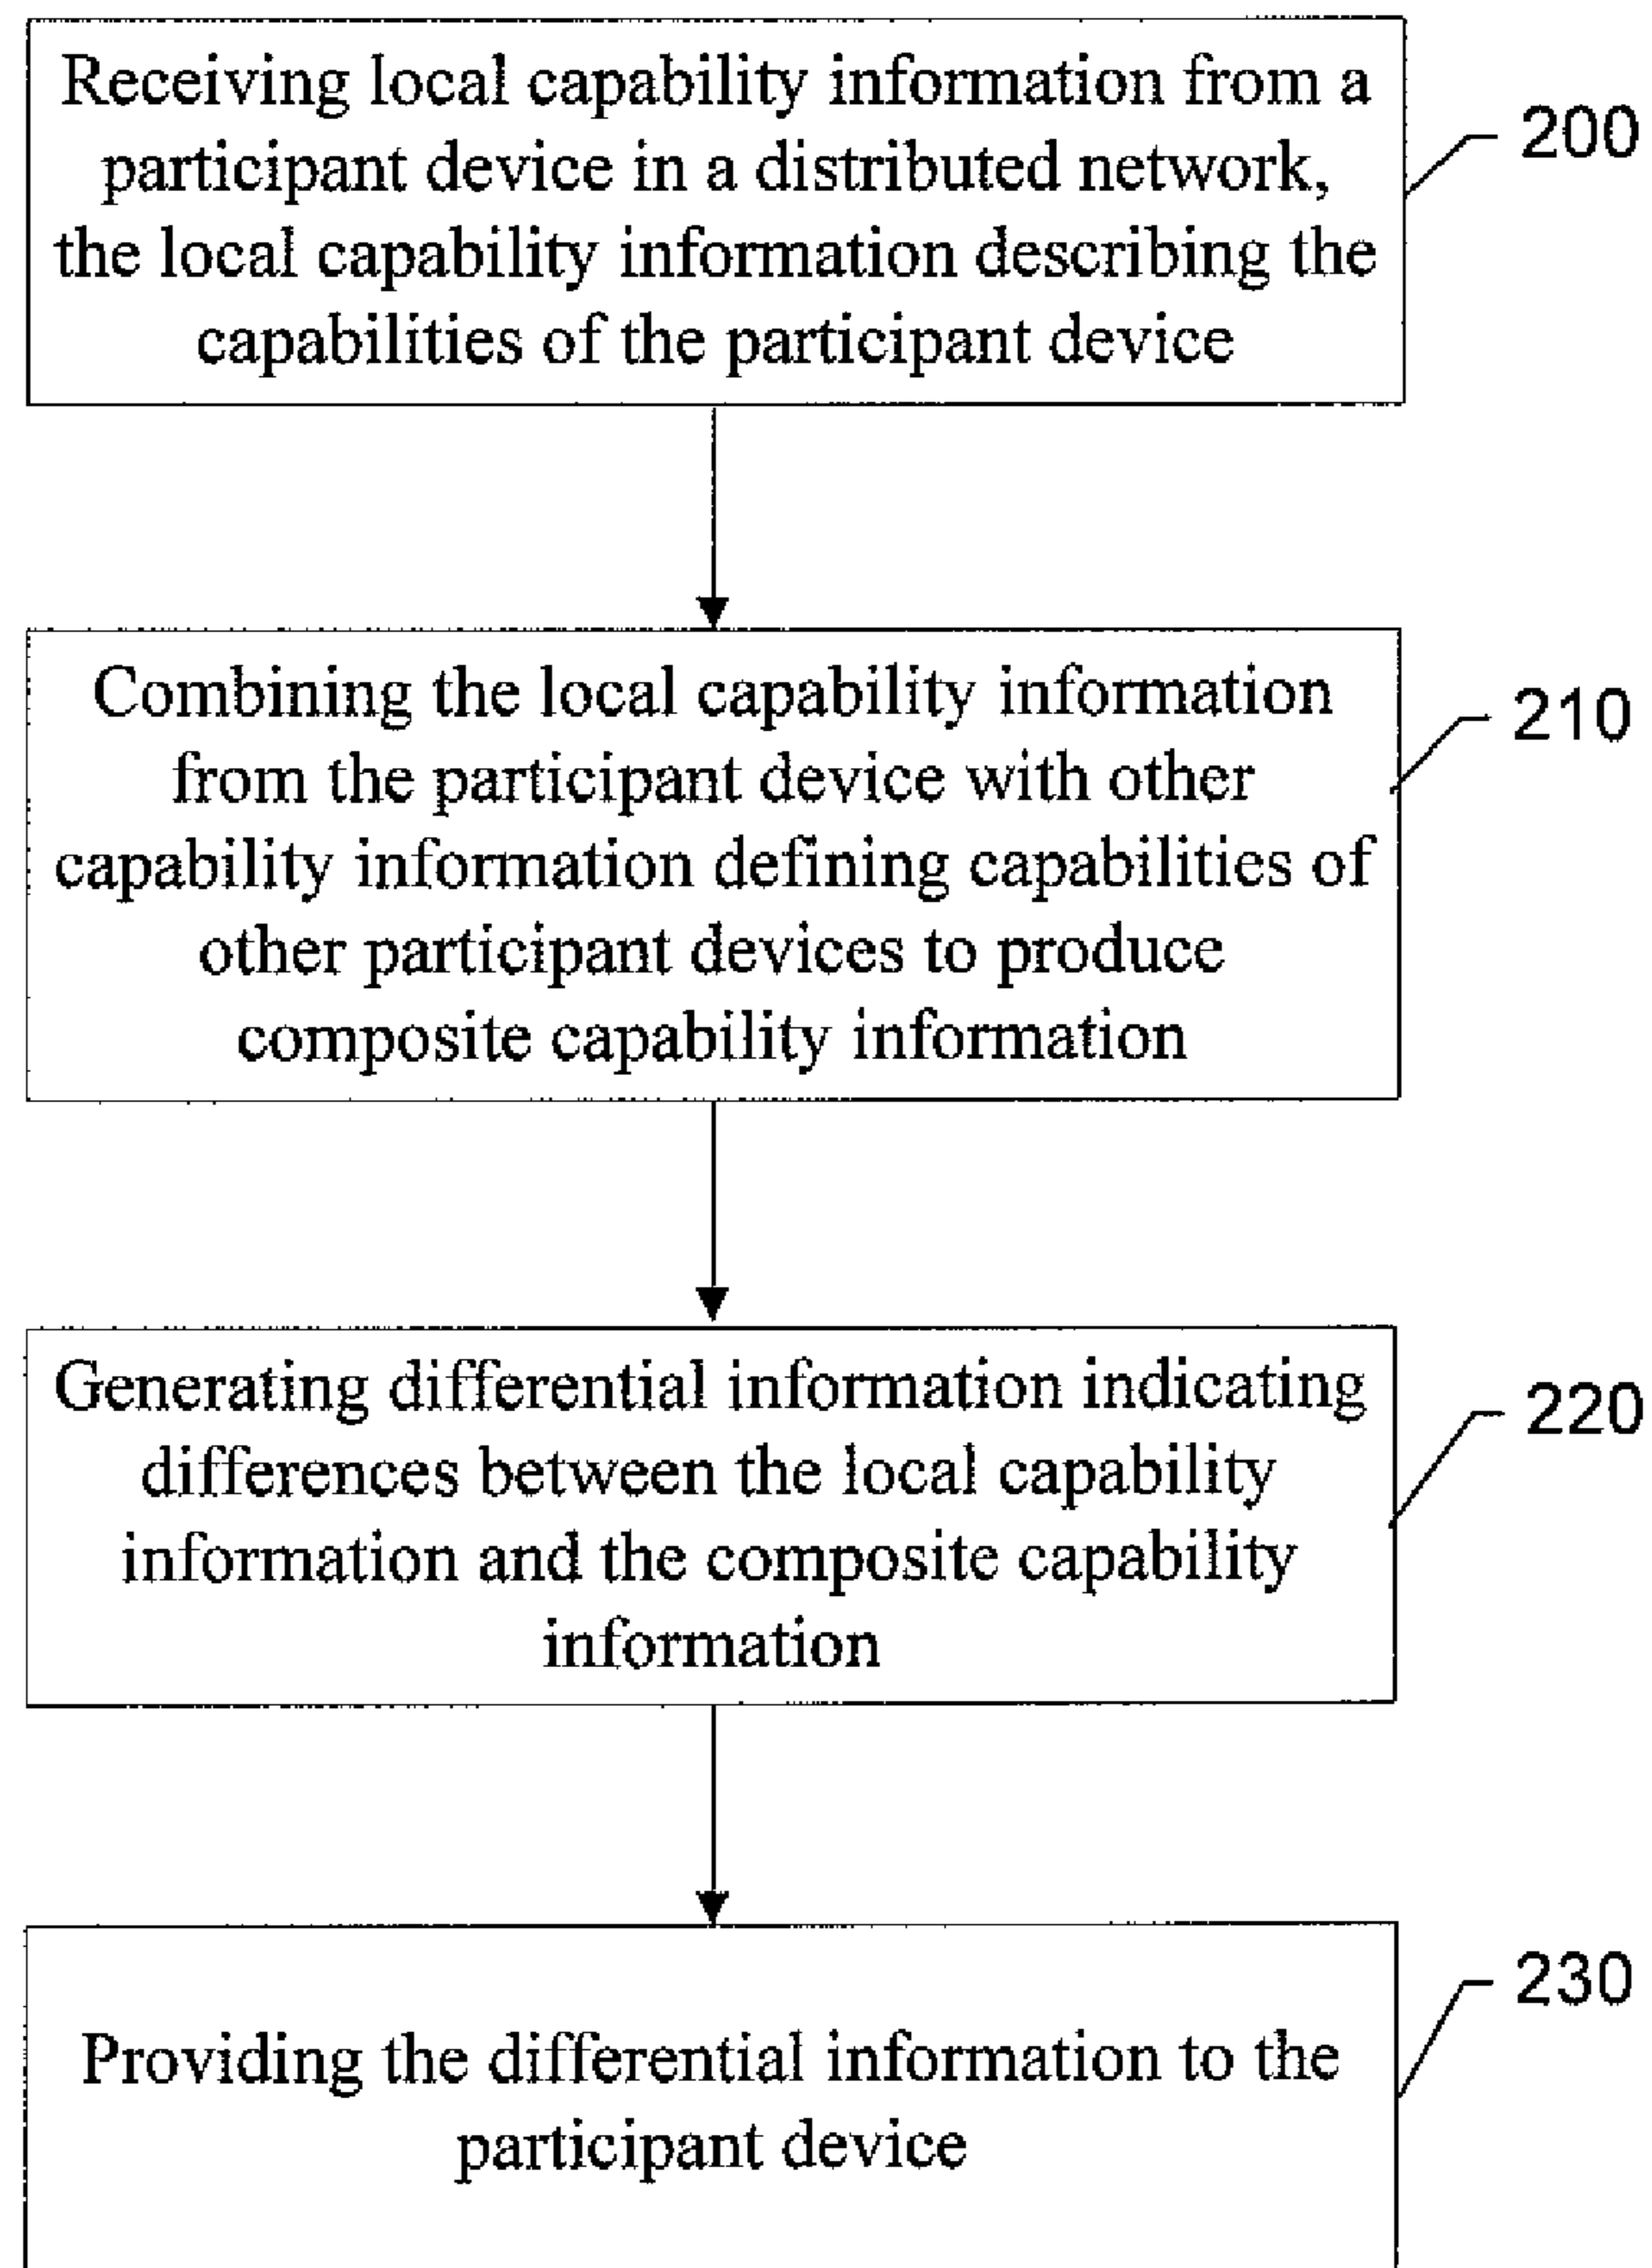 Receiving local capability information from a
participant device in a distributed network,
the local capability information describing the
capabilities of the participant device
200
Combining the local capability information
from the participant device with other
capability information defining capabilities of
other participant devices to produce
composite capability information
210
Generating differential information indicating
differences between the local capability
information and the composite capability
information
220
Providing the differential information to the
participant device
230